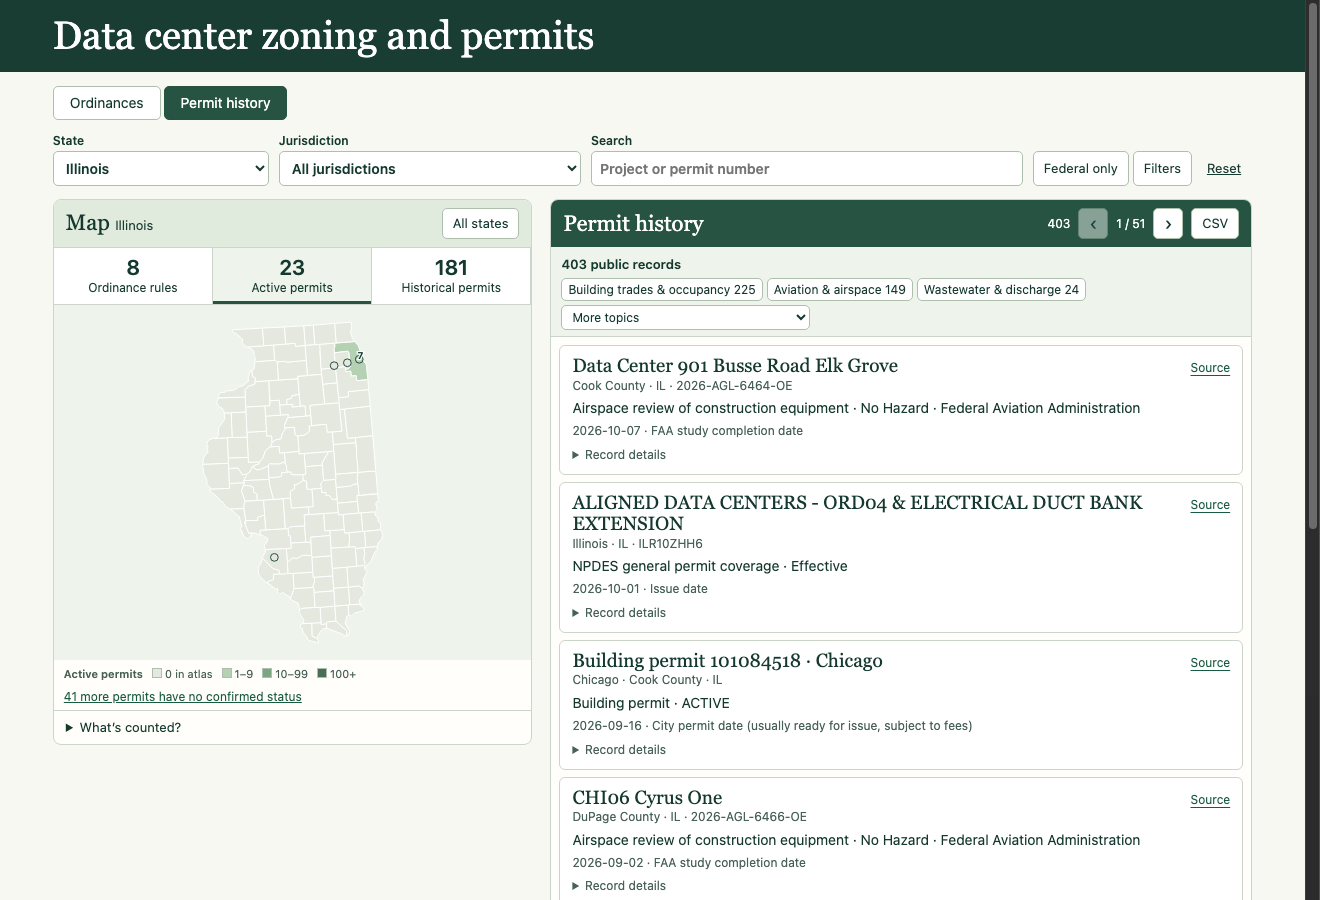 Data center zoning and permits
Ordinances
Permit history
State
Jurisdiction
Search
Illinois
All jurisdictions
Project or permit number
Federal only
Filters
Reset
Map Illinois
All states
8
Ordinance rules
23
Active permits
181
Historical permits
7
Active permits
0 in atlas
1–9
10–99
100+
41 more permits have no confirmed status
▶ What's counted?
Permit history
403
‹
1 / 51
›
CSV
403 public records
Building trades & occupancy 225
Aviation & airspace 149
Wastewater & discharge 24
More topics
Data Center 901 Busse Road Elk Grove
Source
Cook County · IL · 2026-AGL-6464-OE
Airspace review of construction equipment · No Hazard · Federal Aviation Administration
2026-10-07 · FAA study completion date
▶ Record details
ALIGNED DATA CENTERS - ORD04 & ELECTRICAL DUCT BANK
EXTENSION
Source
Illinois · IL · ILR10ZHH6
NPDES general permit coverage · Effective
2026-10-01 · Issue date
▶ Record details
Building permit 101084518 · Chicago
Source
Chicago · Cook County · IL
Building permit · ACTIVE
2026-09-16 · City permit date (usually ready for issue, subject to fees)
▶ Record details
CHI06 Cyrus One
Source
DuPage County · IL · 2026-AGL-6466-OE
Airspace review of construction equipment · No Hazard · Federal Aviation Administration
2026-09-02 · FAA study completion date
▶ Record details